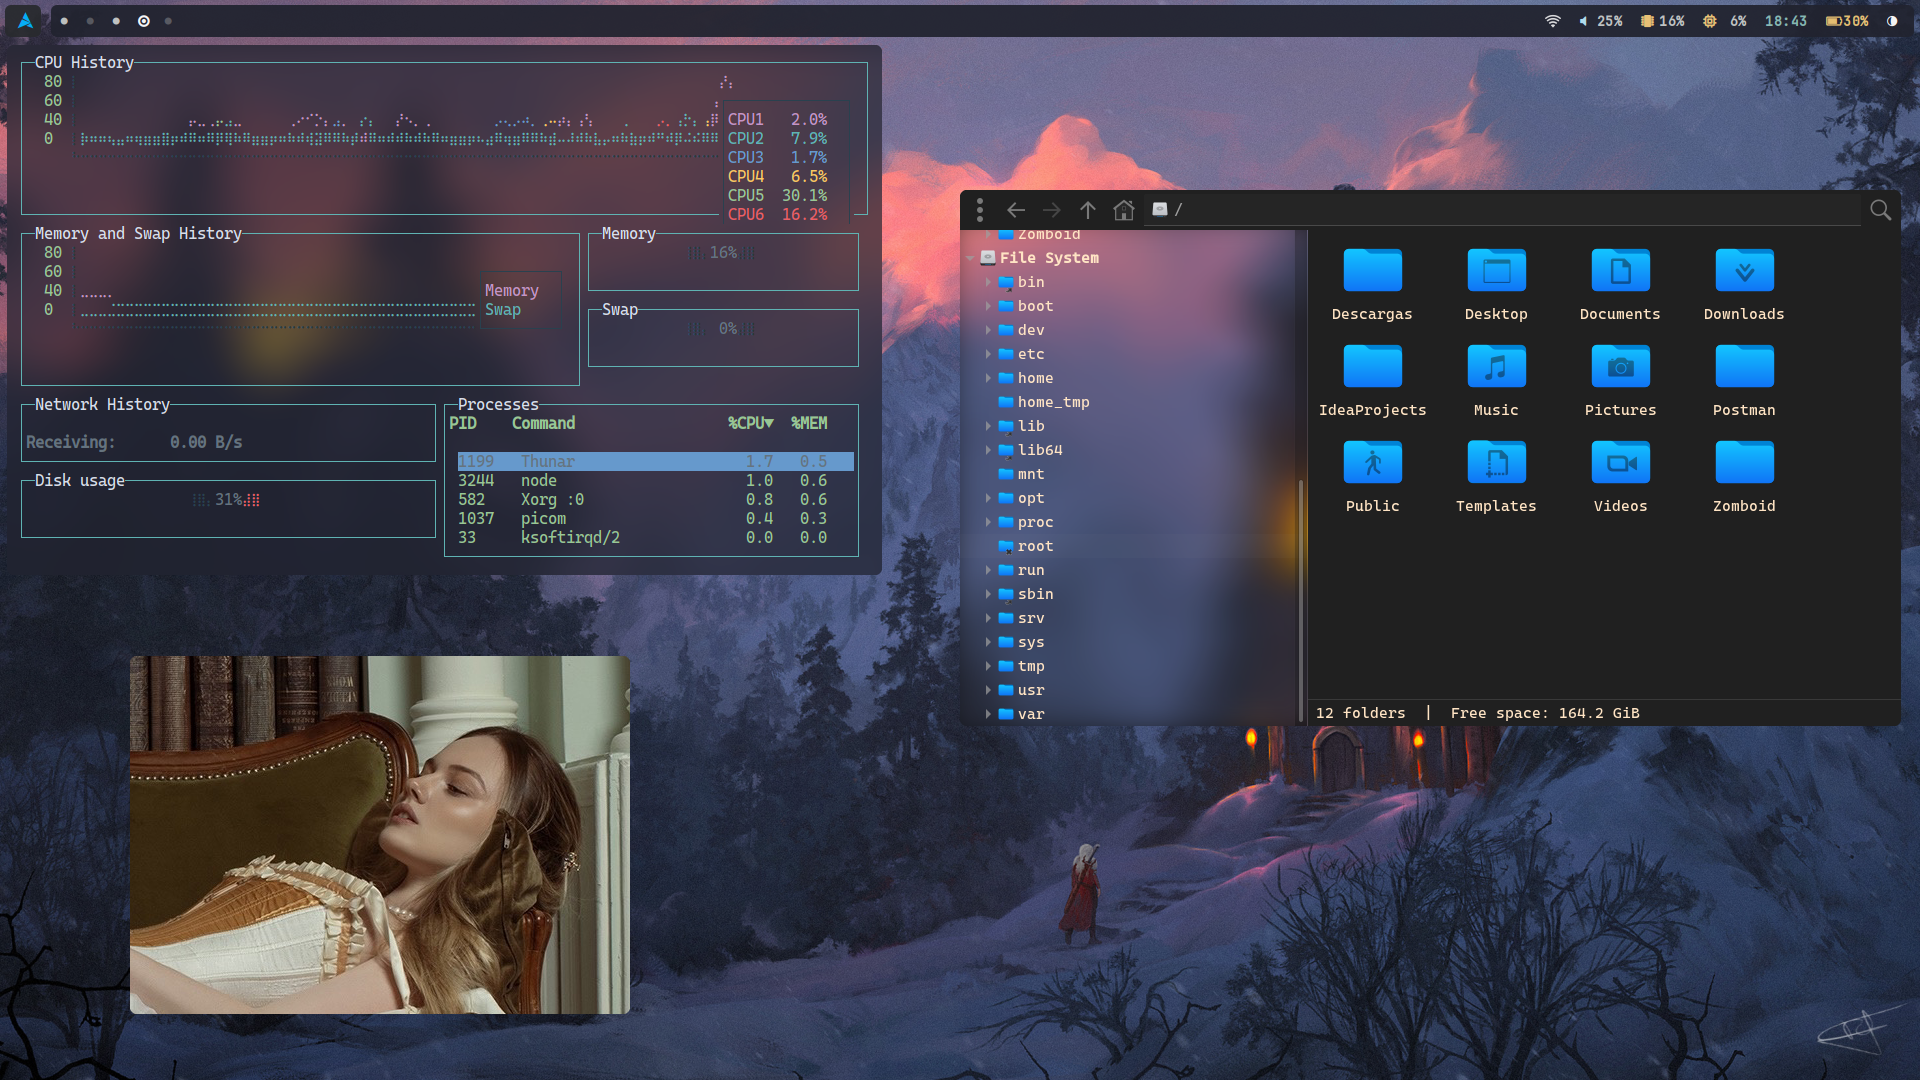 25% 16% 6% 18:43 30%
CPU History
80
60
40
0
CPU1 2.0%
CPU2 7.9%
CPU3 1.7%
CPU4 6.5%
CPU5 30.1%
CPU6 16.2%
Memory and Swap History
80
60
40
0
Memory
Swap
Memory
16%
Swap
0%
Network History
Receiving: 0.00 B/s
Disk usage
31%
Processes
PID Command %CPU▼ %MEM
1199 Thunar 1.7 0.5
3244 node 1.0 0.6
582 Xorg :0 0.8 0.6
1037 picom 0.4 0.3
33 ksoftirqd/2 0.0 0.0
/
Zomboid
File System
bin
boot
dev
etc
home
home_tmp
lib
lib64
mnt
opt
proc
root
run
sbin
srv
sys
tmp
usr
var
Descargas Desktop Documents Downloads
IdeaProjects Music Pictures Postman
Public Templates Videos Zomboid
12 folders | Free space: 164.2 GiB